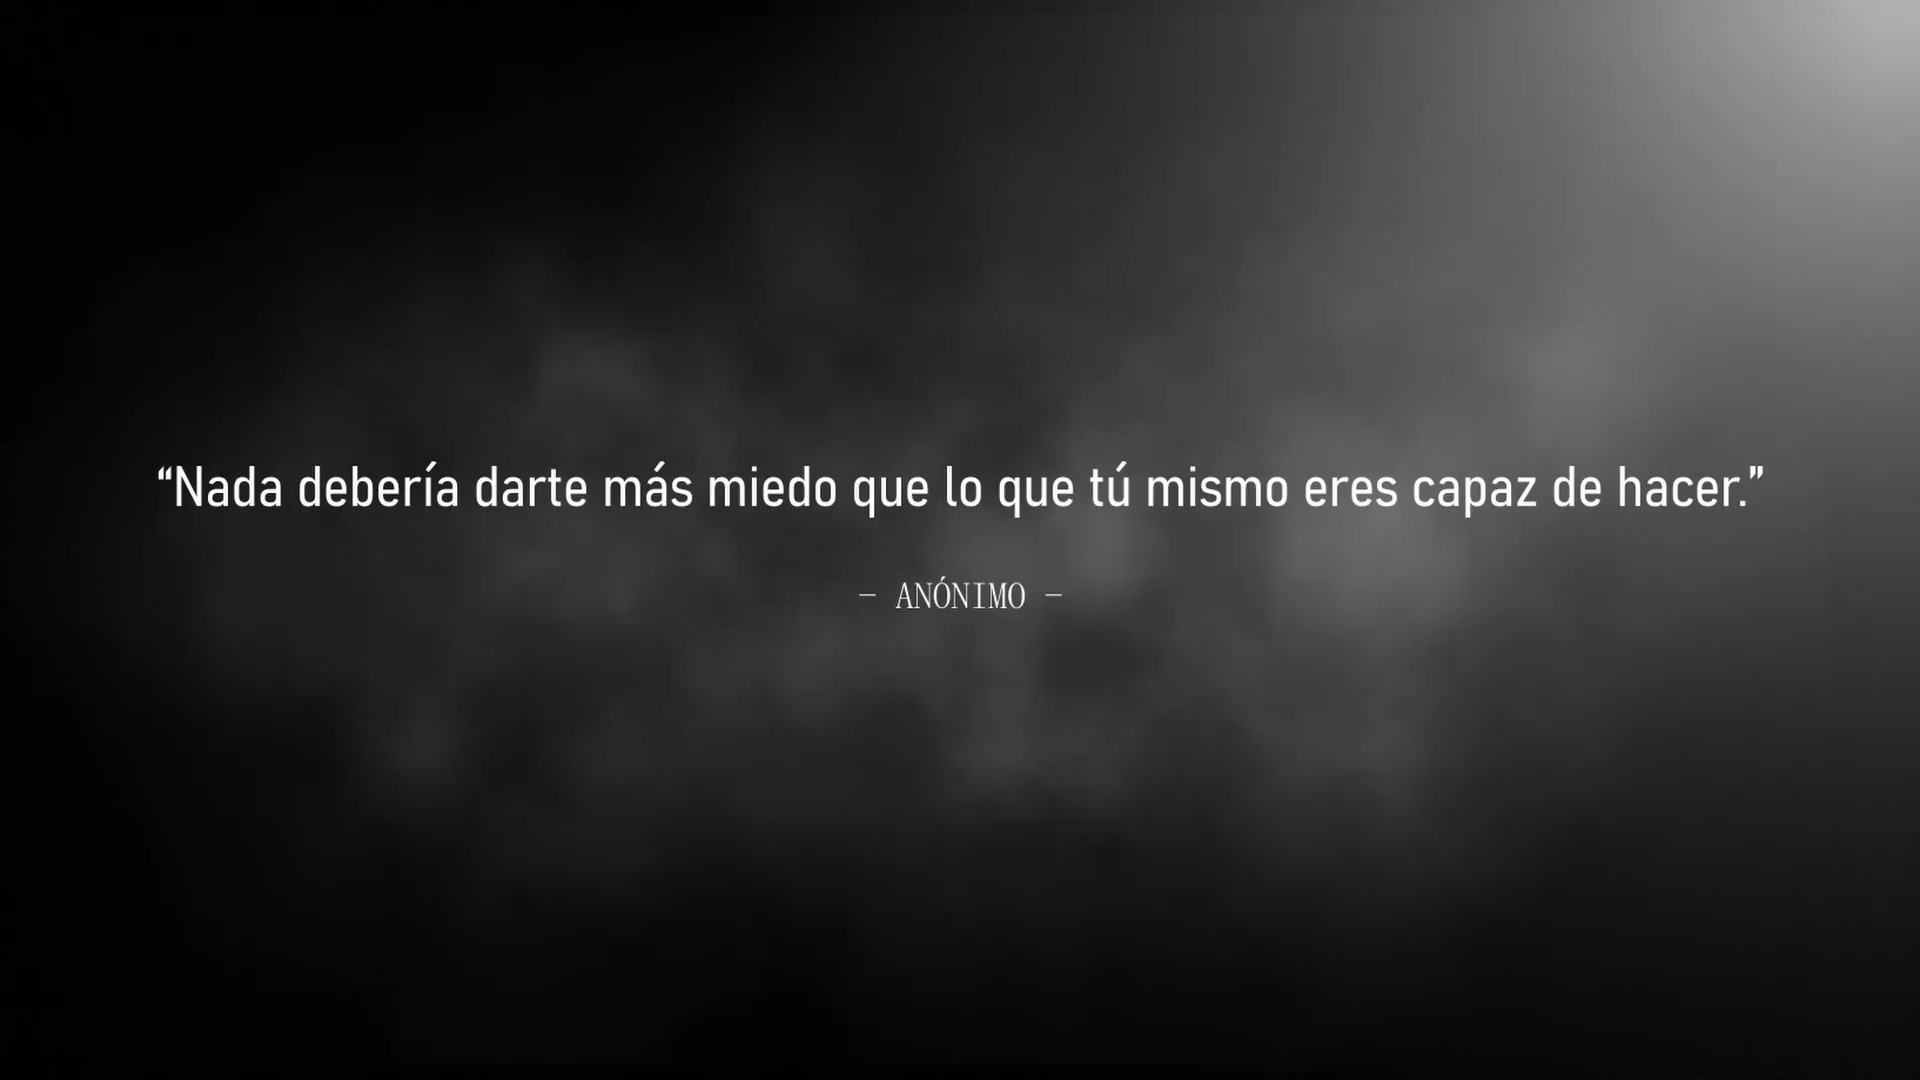 “Nada debería darte más miedo que lo que tú mismo eres capaz de hacer.”
– ANÓNIMO –